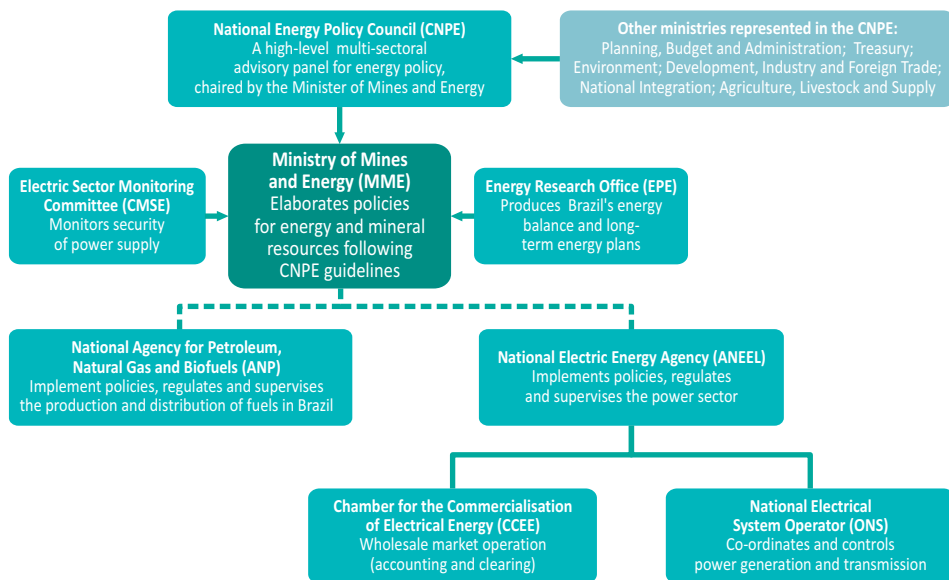 National Energy Policy Council (CNPE)
A high-level multi-sectoral
advisory panel for energy policy,
chaired by the Minister of Mines and Energy
Other ministries represented in the CNPE:
Planning, Budget and Administration; Treasury;
Environment; Development, Industry and Foreign Trade;
National Integration; Agriculture, Livestock and Supply
Electric Sector Monitoring
Committee (CMSE)
Monitors security
of power supply
Ministry of Mines
and Energy (MME)
Elaborates policies
for energy and mineral
resources following
CNPE guidelines
Energy Research Office (EPE)
Produces Brazil's energy
balance and long-
term energy plans
National Agency for Petroleum,
Natural Gas and Biofuels (ANP)
Implement policies, regulates and supervises
the production and distribution of fuels in Brazil
National Electric Energy Agency (ANEEL)
Implements policies, regulates
and supervises the power sector
Chamber for the Commercialisation
of Electrical Energy (CCEE)
Wholesale market operation
(accounting and clearing)
National Electrical
System Operator (ONS)
Co-ordinates and controls
power generation and transmission